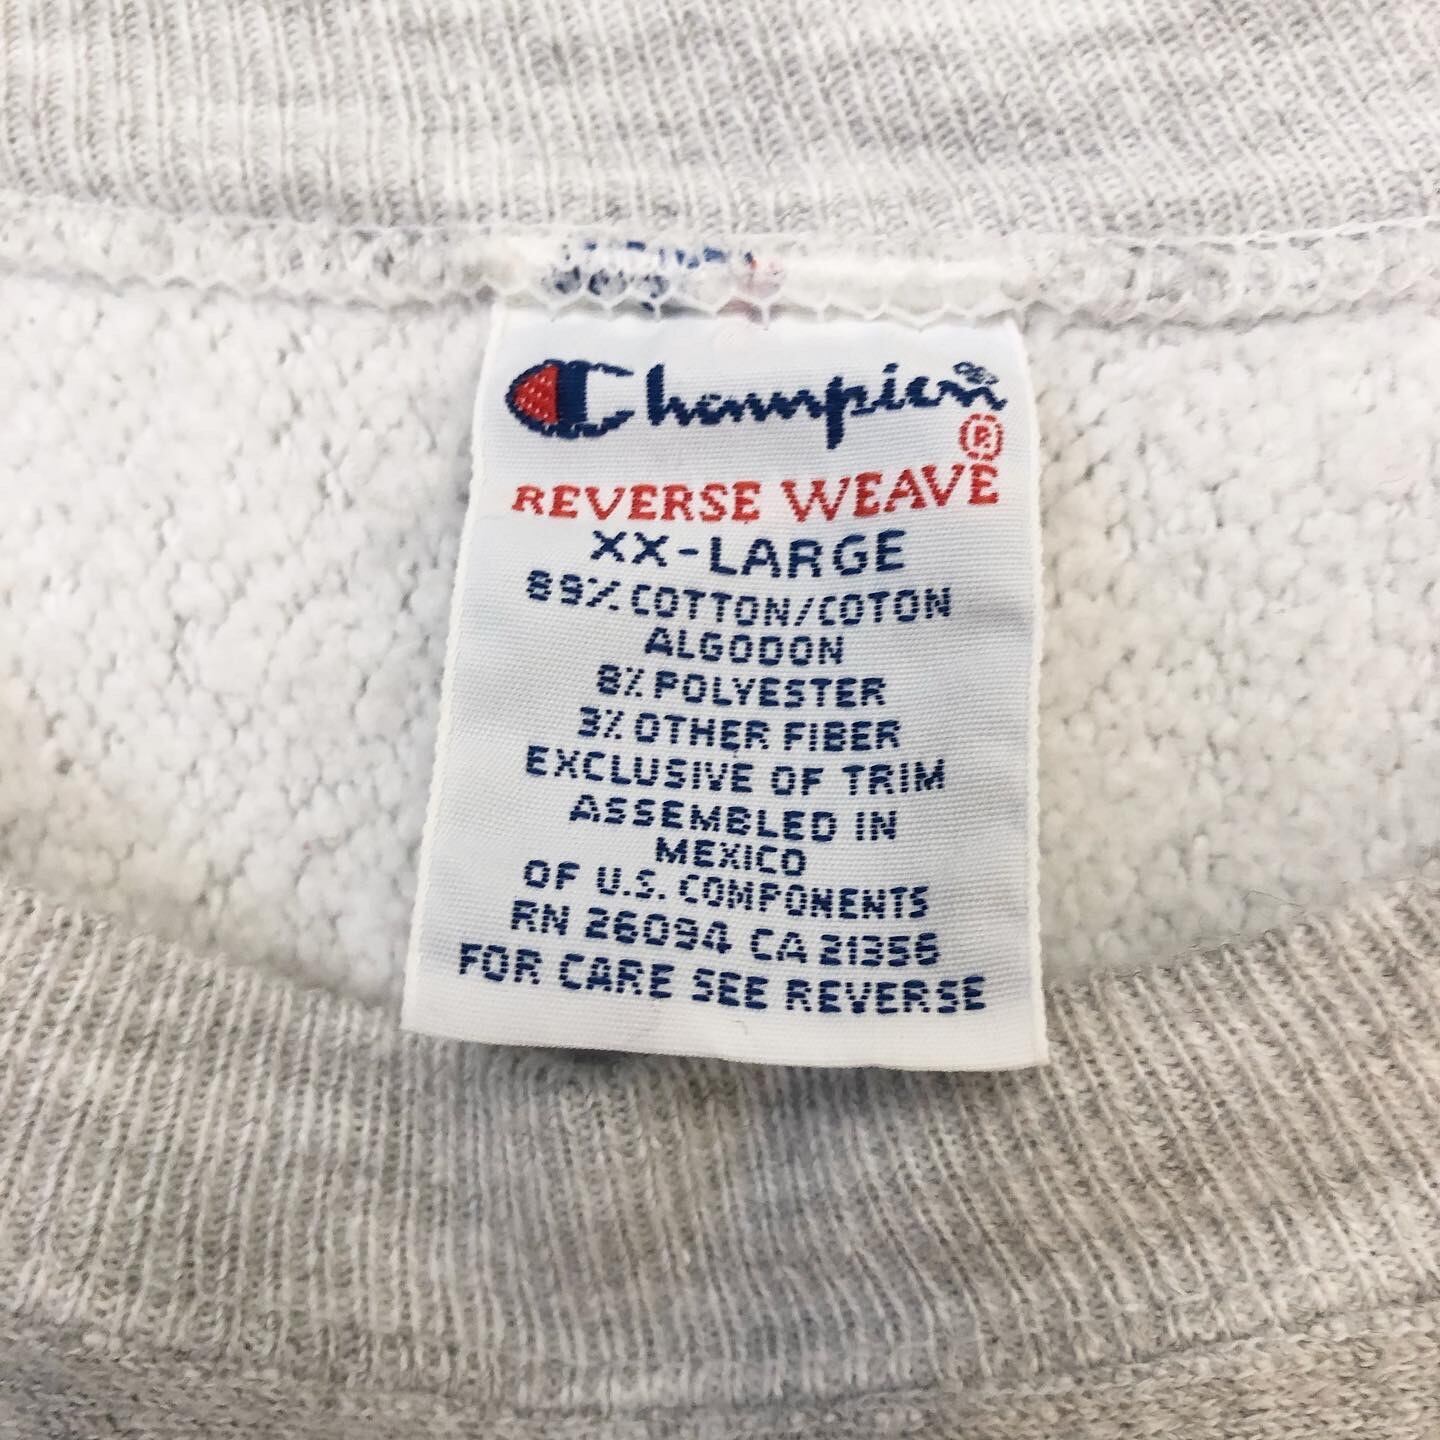 Champion
REVERSE WEAVE®
XX-LARGE
89% COTTON/COTON
ALGODON
8% POLYESTER
3% OTHER FIBER
EXCLUSIVE OF TRIM
ASSEMBLED IN
MEXICO
OF U.S. COMPONENTS
RN 26094 CA 21356
FOR CARE SEE REVERSE